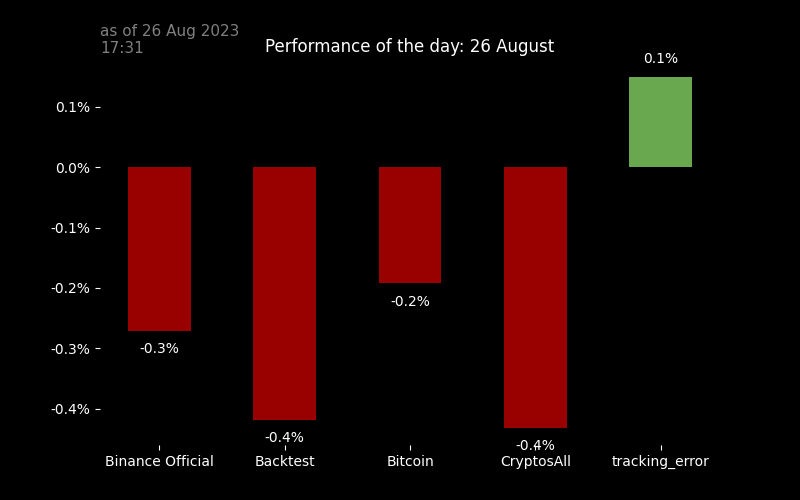 as of 26 Aug 2023
17:31
Performance of the day: 26 August
0.1%
0.1%
0.0%
-0.1%
-0.2%
-0.3%
-0.4%
-0.3%
-0.4%
-0.2%
-0.4%
Binance Official
Backtest
Bitcoin
CryptosAll
tracking_error